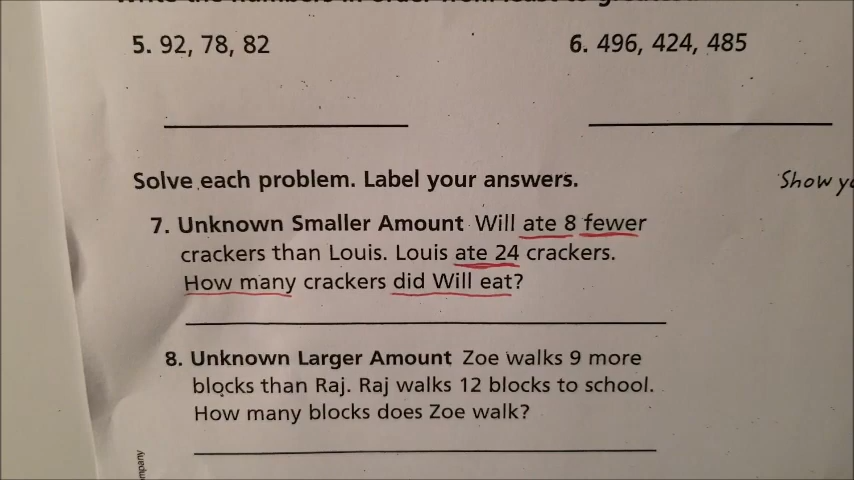 5. 92, 78, 82
6. 496, 424, 485
Solve each problem. Label your answers.
Show
7. Unknown Smaller Amount Will ate 8 fewer
crackers than Louis. Louis ate 24 crackers.
How many crackers did Will eat?
8. Unknown Larger Amount Zoe walks 9 more
blocks than Raj. Raj walks 12 blocks to school.
How many blocks does Zoe walk?